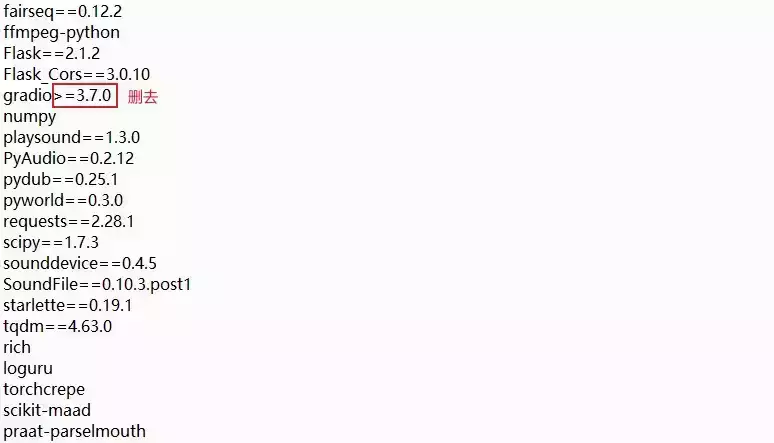 fairseq==0.12.2
ffmpeg-python
Flask==2.1.2
Flask_Cors==3.0.10
gradio>=3.7.0 删去
numpy
playsound==1.3.0
PyAudio==0.2.12
pydub==0.25.1
pyworld==0.3.0
requests==2.28.1
scipy==1.7.3
sounddevice==0.4.5
SoundFile==0.10.3.post1
starlette==0.19.1
tqdm==4.63.0
rich
loguru
torchcrepe
scikit-maad
praat-parselmouth